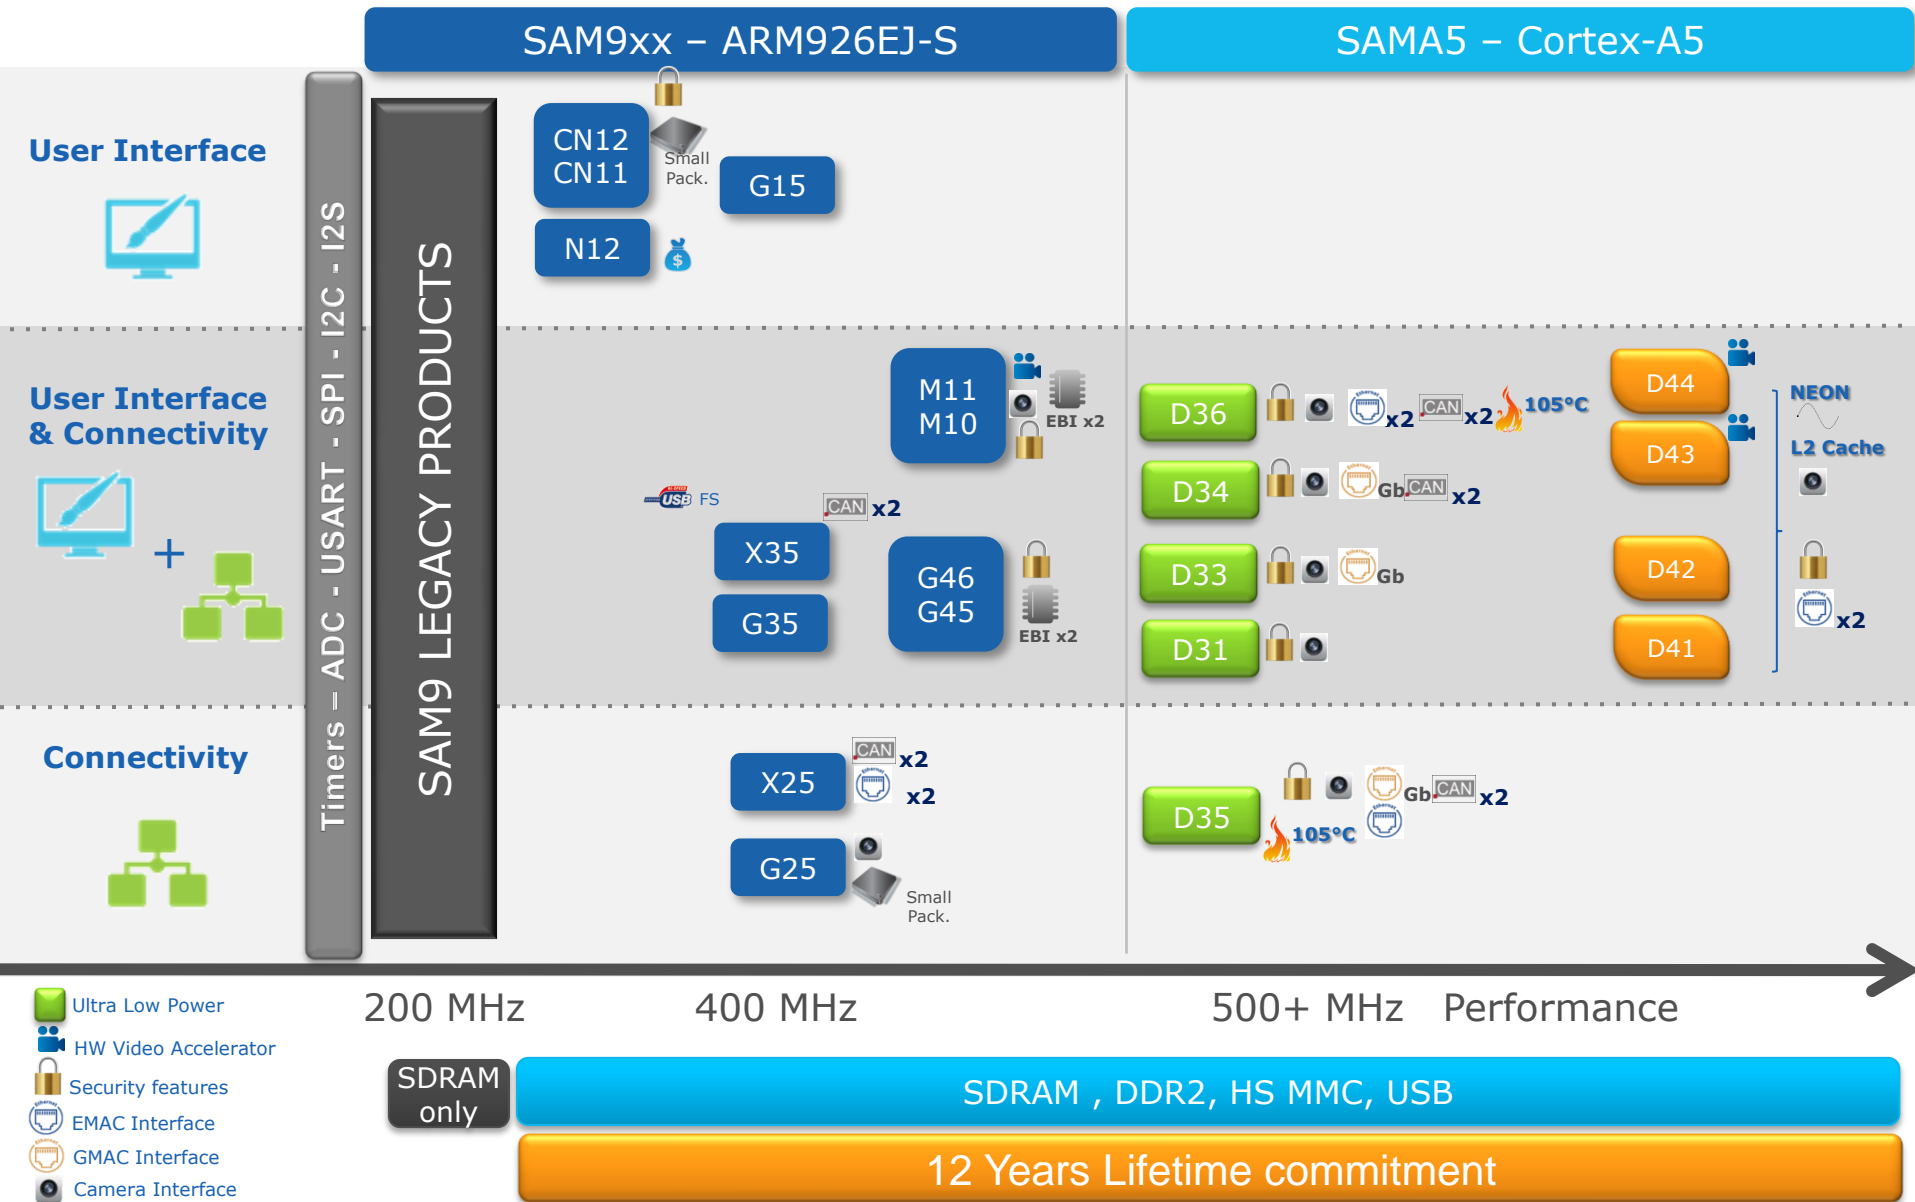 SAM9xx – ARM926EJ-S
SAMA5 – Cortex-A5
User Interface
Timers – ADC - USART - SPI - I2C - I2S
SAM9 LEGACY PRODUCTS
CN12
CN11
Small
Pack.
G15
N12
$
User Interface
& Connectivity
+
M11
M10
EBI x2
USB FS
CAN x2
X35
G35
G46
G45
EBI x2
D36
Ethernet
x2
CAN x2
105°C
D34
Gb
CAN x2
D33
Gb
D31
D44
D43
D42
D41
NEON
L2 Cache
Ethernet
x2
Connectivity
X25
CAN x2
Ethernet
x2
G25
Small
Pack.
D35
105°C
Gb
CAN x2
Ethernet
200 MHz
400 MHz
500+ MHz
Performance
Ultra Low Power
HW Video Accelerator
Security features
EMAC Interface
GMAC Interface
Camera Interface
SDRAM
only
SDRAM , DDR2, HS MMC, USB
12 Years Lifetime commitment